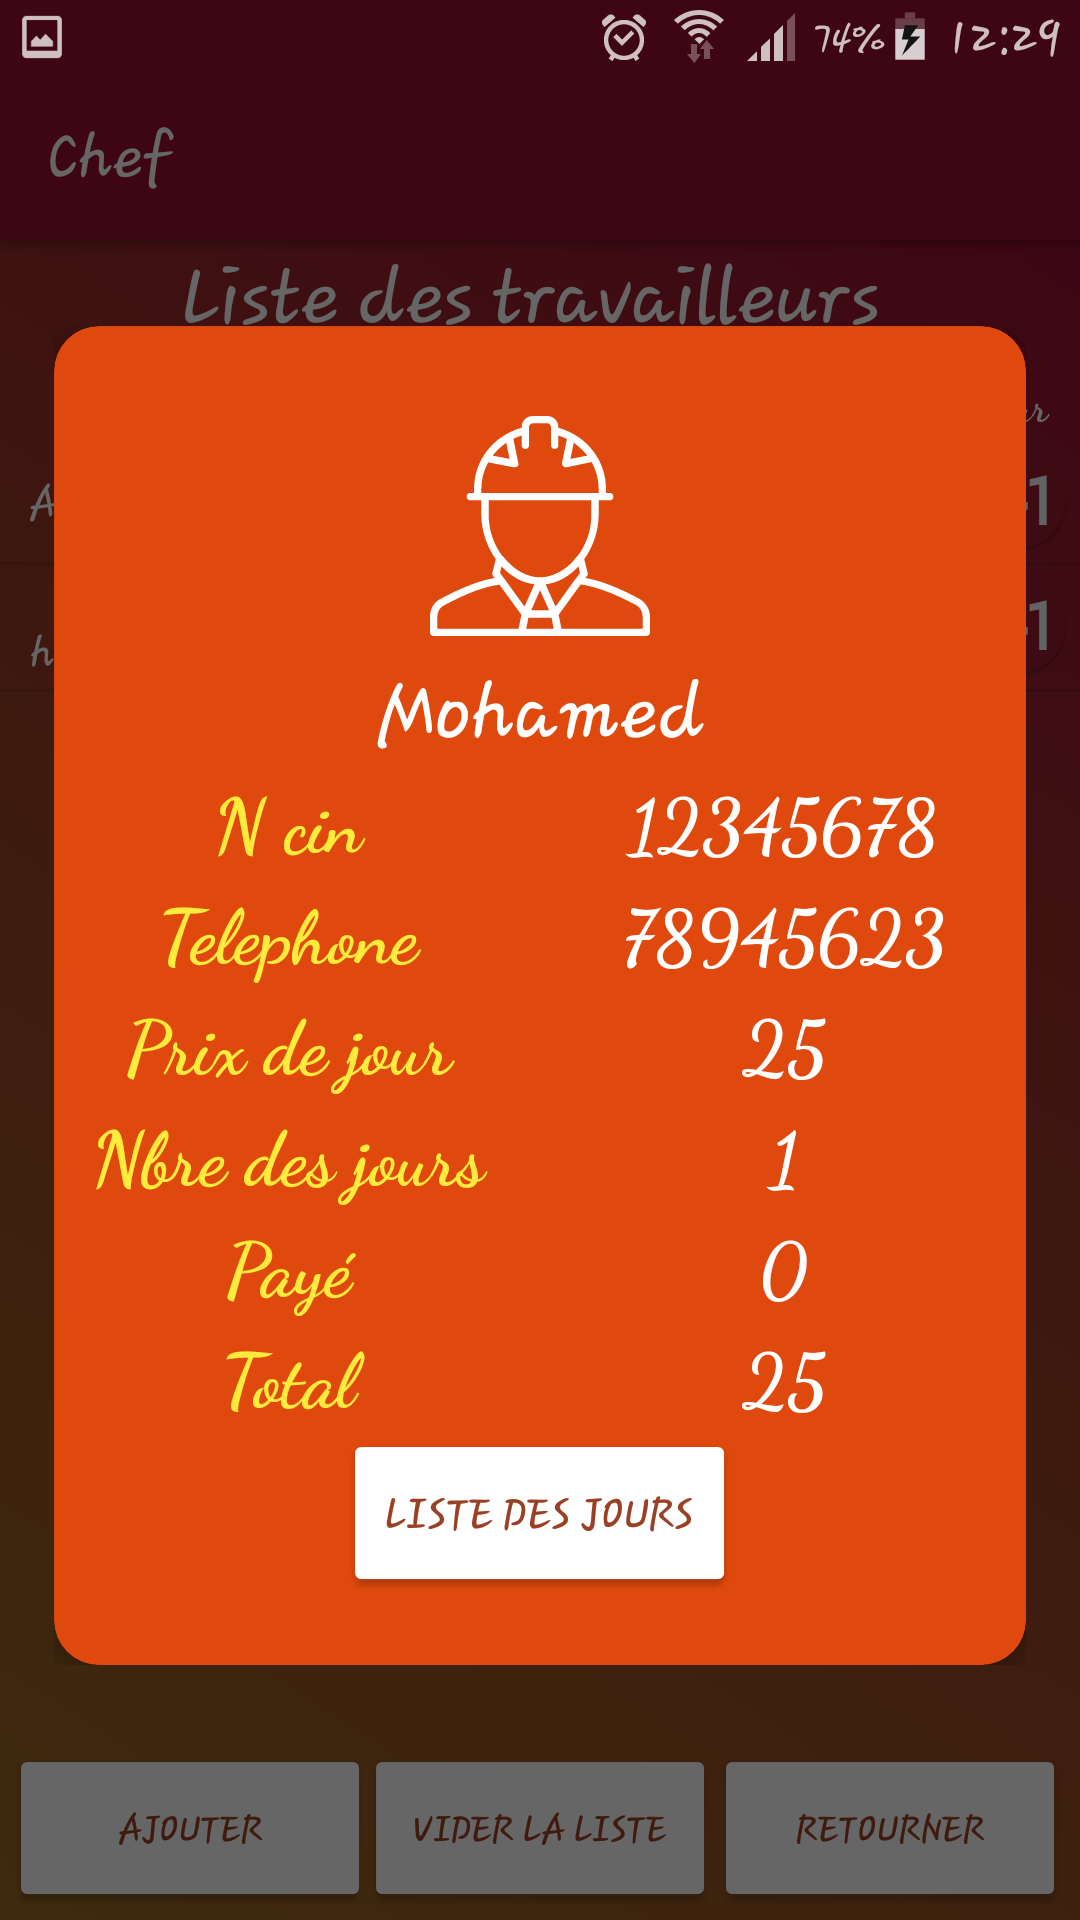 74% 12:29
Chef
Liste des travailleurs
Mohamed
N cin 12345678
Telephone 78945623
Prix de jour 25
Nbre des jours 1
Payé 0
Total 25
LISTE DES JOURS
AJOUTER VIDER LA LISTE RETOURNER